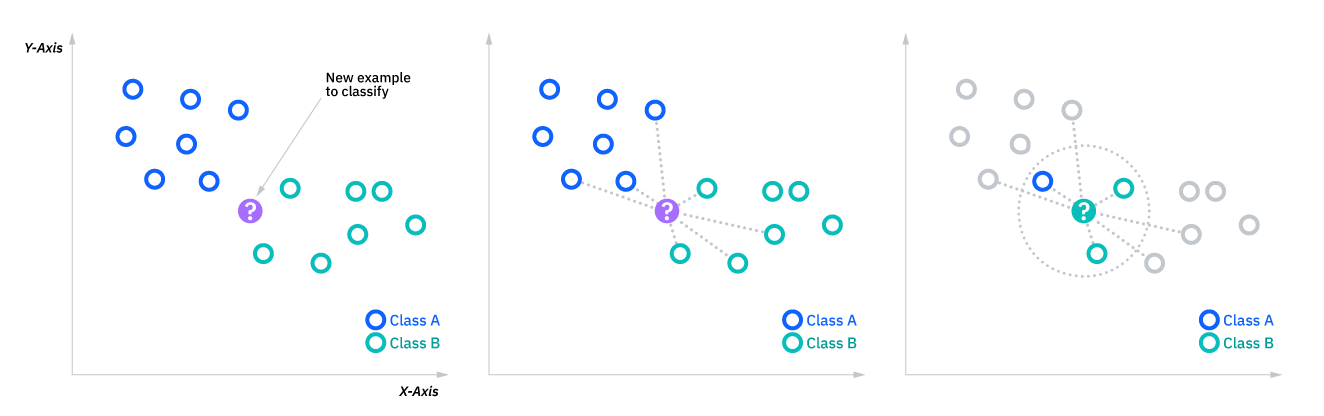 Y-Axis
New example
to classify
?
Class A
Class B
X-Axis
?
Class A
Class B
?
Class A
Class B